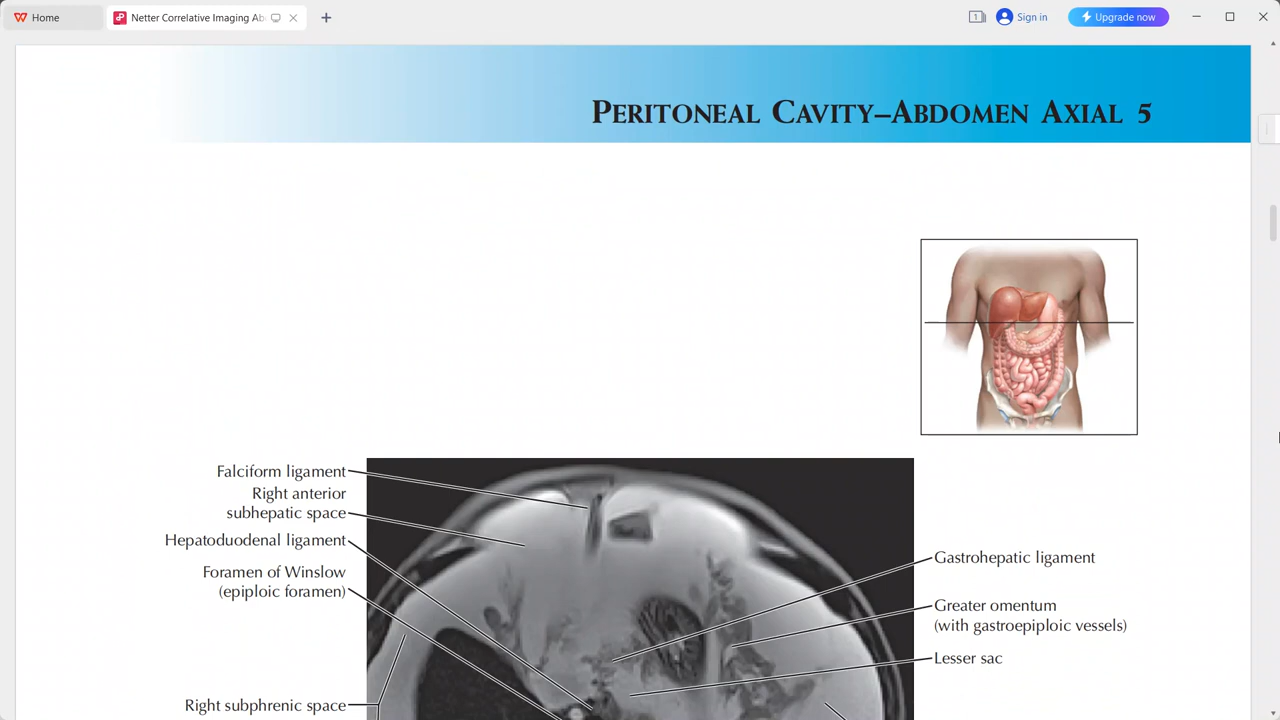 Home
Netter Correlative Imaging Ab
1
Sign in
Upgrade now
PERITONEAL CAVITY–ABDOMEN AXIAL 5
Falciform ligament
Right anterior
subhepatic space
Hepatoduodenal ligament
Foramen of Winslow
(epiploic foramen)
Right subphrenic space
Gastrohepatic ligament
Greater omentum
(with gastroepiploic vessels)
Lesser sac